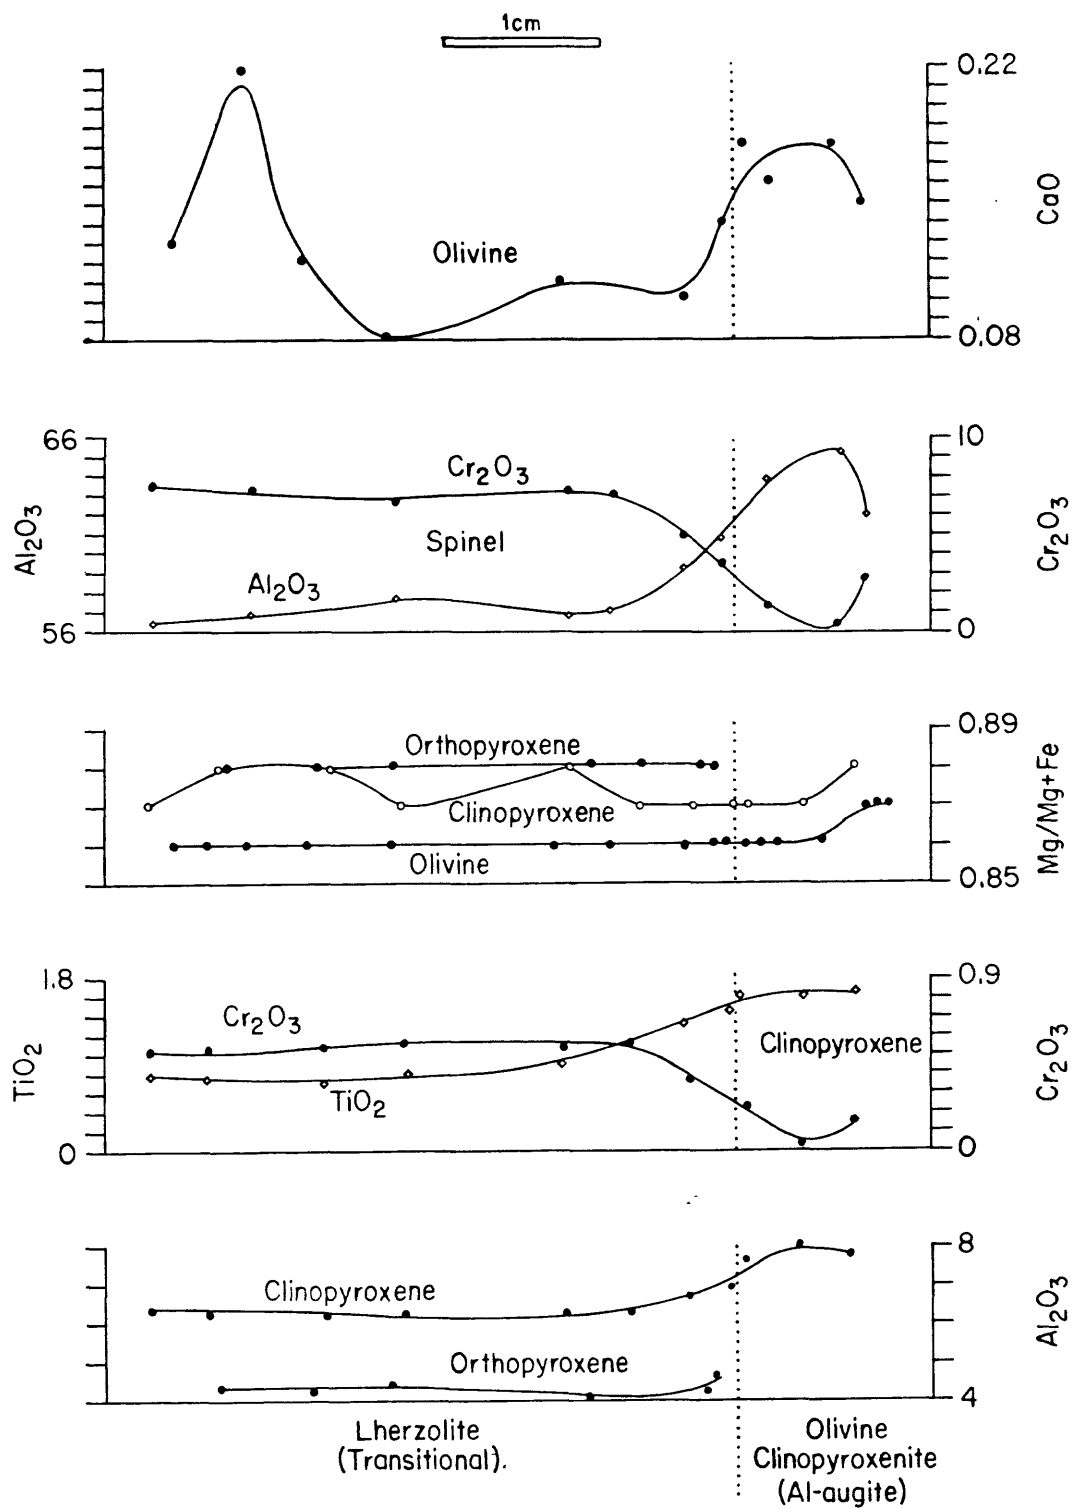 1cm
0.22
CaO
Olivine
0.08
66
10
Cr2O3
Al2O3
Spinel
Cr2O3
Al2O3
56
0
0.89
Orthopyroxene
Mg/Mg+Fe
Clinopyroxene
Olivine
0.85
1.8
0.9
Cr2O3
TiO2
Clinopyroxene
Cr2O3
TiO2
0
0
8
Clinopyroxene
Al2O3
Orthopyroxene
4
Lherzolite
(Transitional).
Olivine
Clinopyroxenite
(Al-augite)